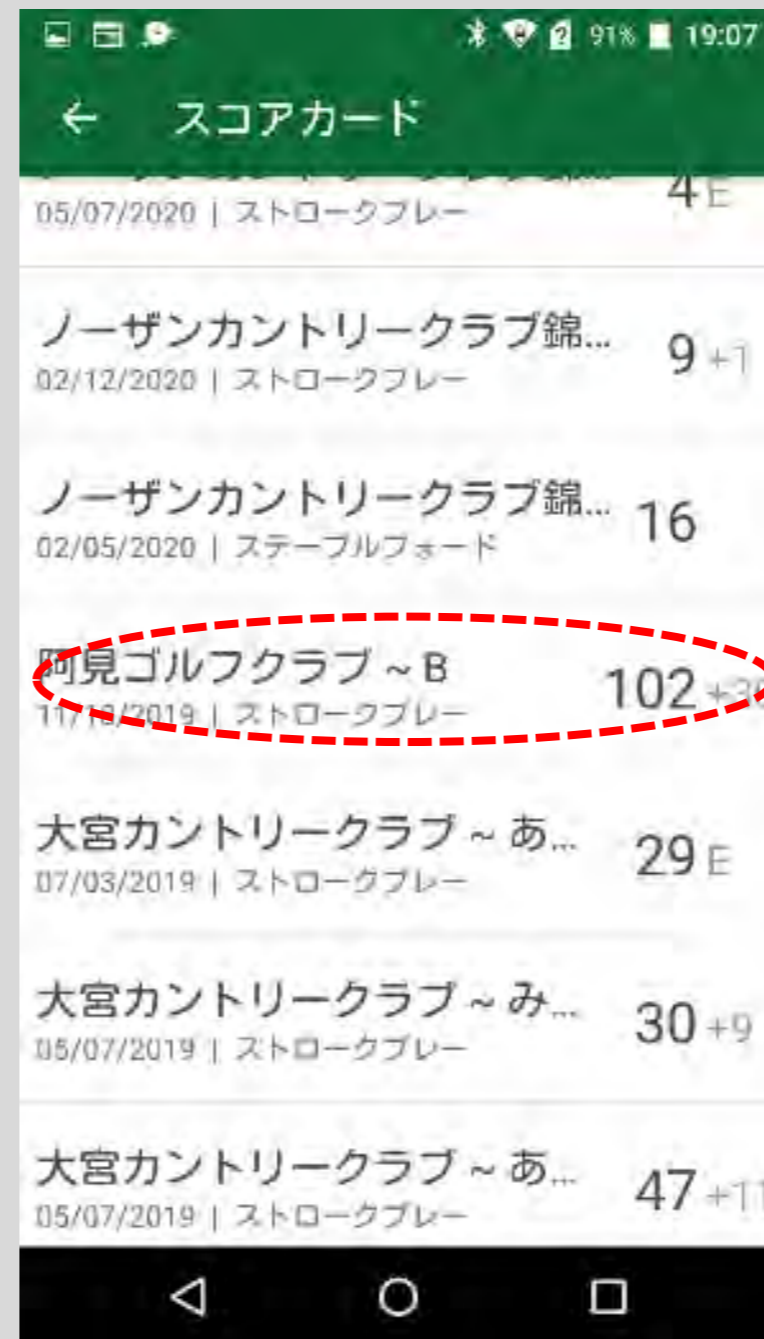 91% 19:07
スコアカード
4 E
05/07/2020 | ストロークプレー
ノーザンカントリークラブ錦... 9 +1
02/12/2020 | ストロークプレー
ノーザンカントリークラブ錦... 16
02/05/2020 | ステーブルフォード
阿見ゴルフクラブ ~ B 102
11/18/2019 | ストロークプレー
大宮カントリークラブ ~ あ... 29 E
07/03/2019 | ストロークプレー
大宮カントリークラブ ~ み... 30 +9
05/07/2019 | ストロークプレー
大宮カントリークラブ ~ あ... 47 +11
05/07/2019 | ストロークプレー